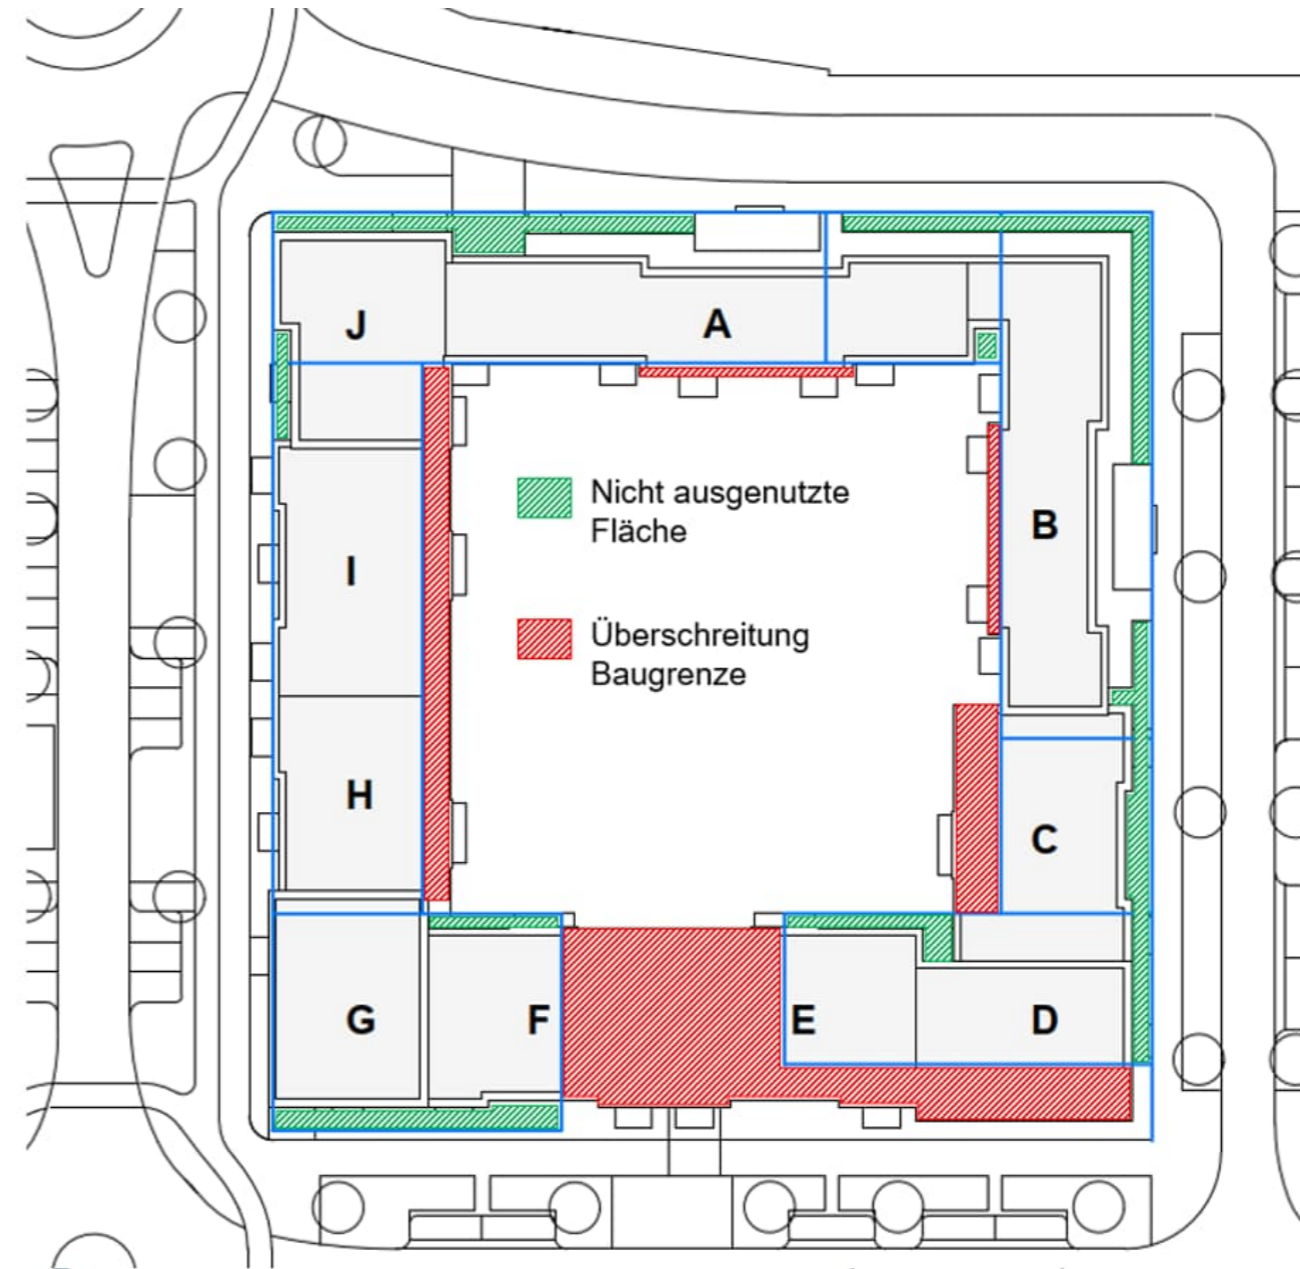 J
A
Nicht ausgenutzte
Fläche
B
I
Überschreitung
Baugrenze
H
C
G
F
E
D